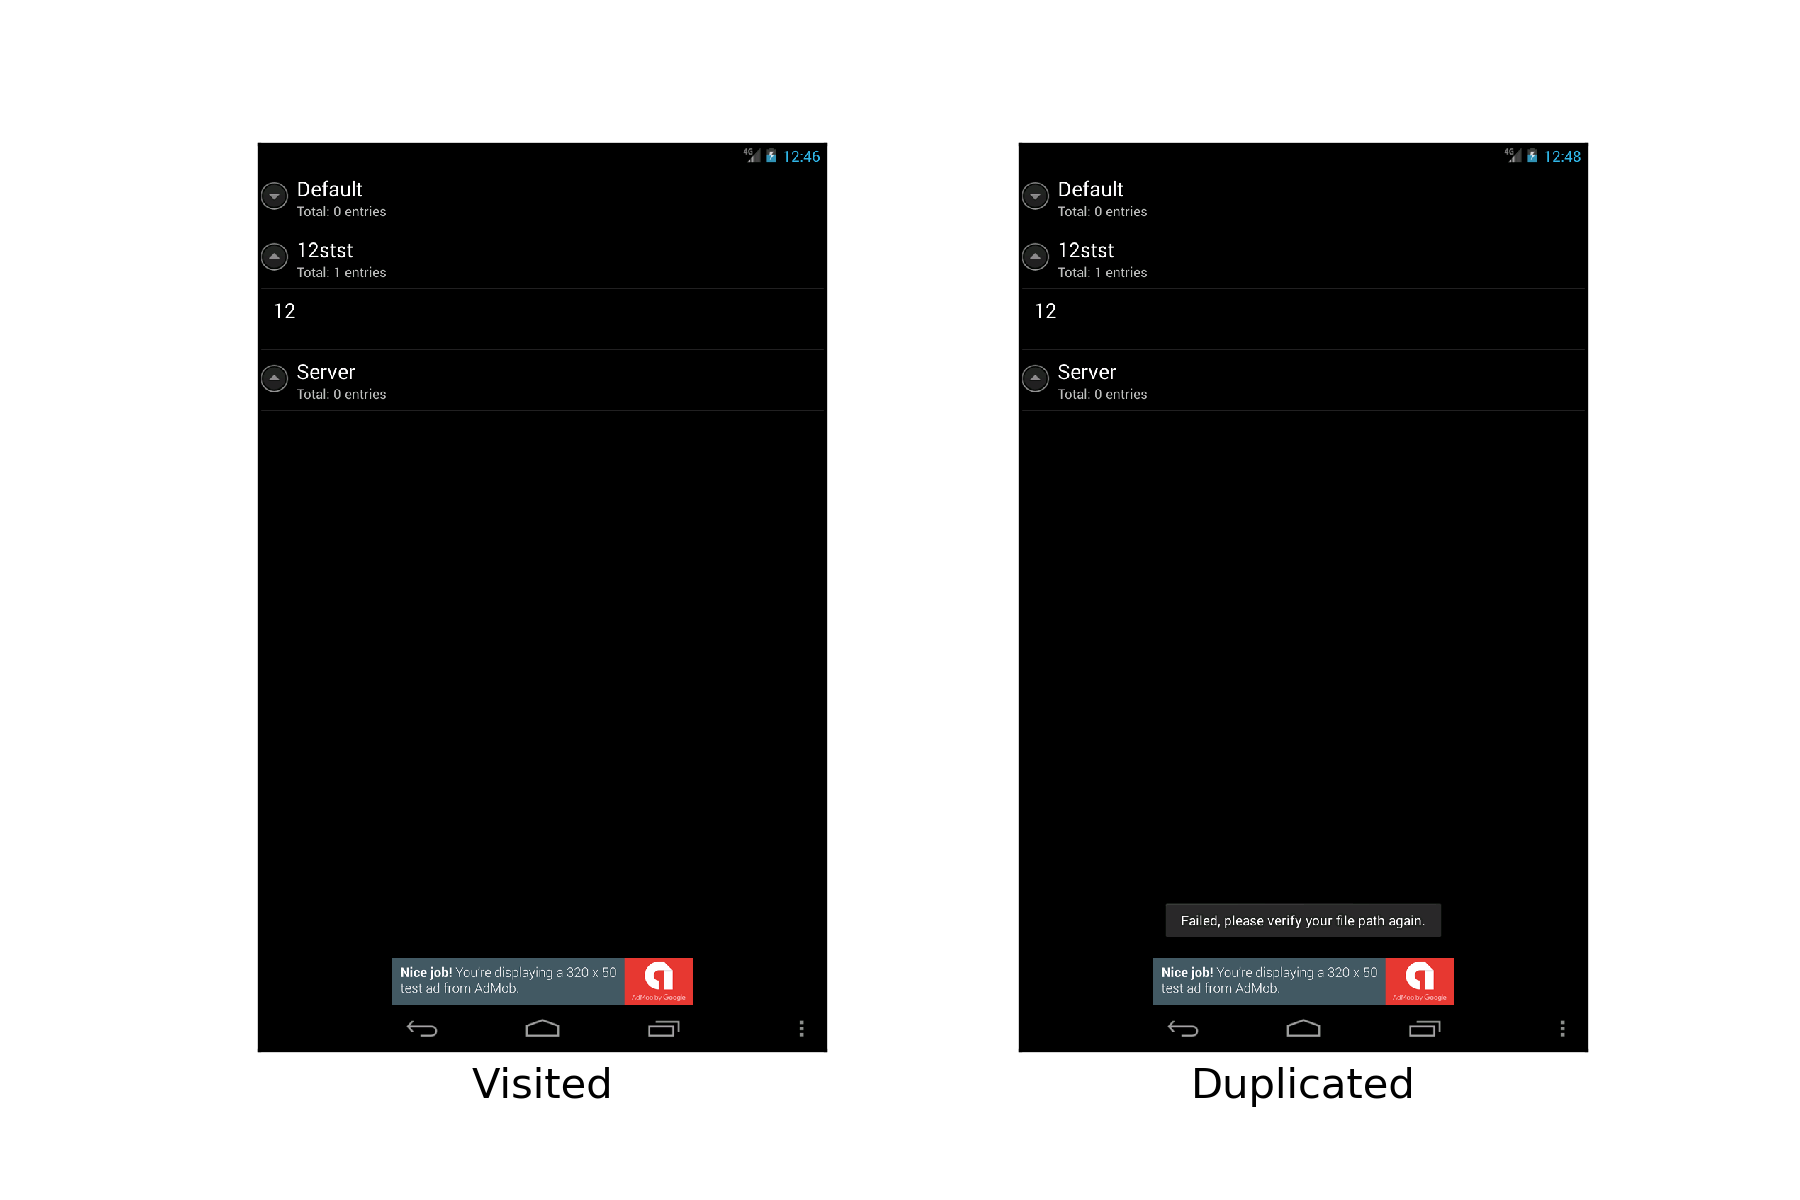 4G 12:46
Default
Total: 0 entries
12stst
Total: 1 entries
12
Server
Total: 0 entries
Nice job! You're displaying a 320 x 50
test ad from AdMob.
AdMob by Google
Visited
4G 12:48
Default
Total: 0 entries
12stst
Total: 1 entries
12
Server
Total: 0 entries
Failed, please verify your file path again.
Nice job! You're displaying a 320 x 50
test ad from AdMob.
AdMob by Google
Duplicated